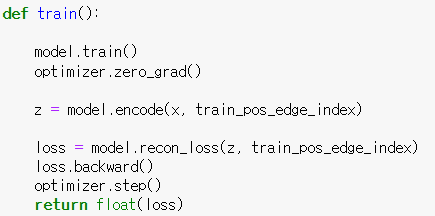 def train():
model.train()
optimizer.zero_grad()
z = model.encode(x, train_pos_edge_index)
loss = model.recon_loss(z, train_pos_edge_index)
loss.backward()
optimizer.step()
return float(loss)